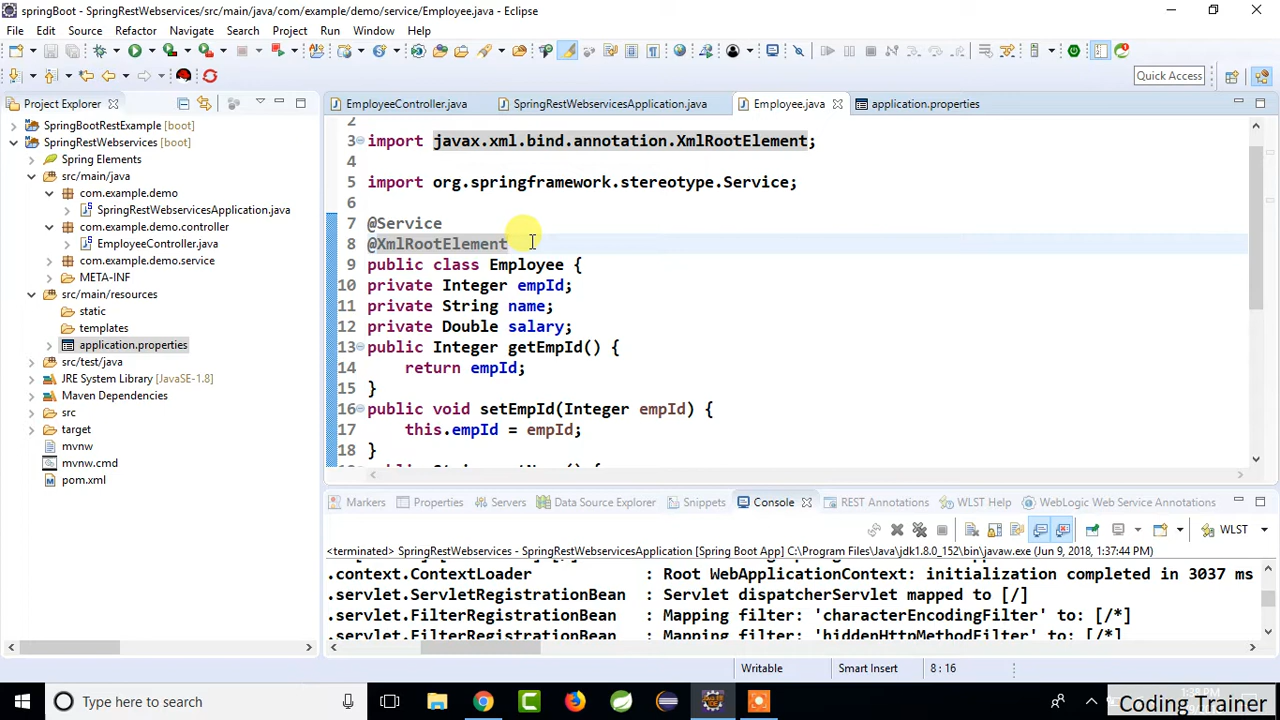 springBoot - SpringRestWebservices/src/main/java/com/example/demo/service/Employee.java - Eclipse
File Edit Source Refactor Navigate Search Project Run Window Help
Quick Access
Project Explorer
SpringBootRestExample [boot]
SpringRestWebservices [boot]
Spring Elements
src/main/java
com.example.demo
SpringRestWebservicesApplication.java
com.example.demo.controller
EmployeeController.java
com.example.demo.service
META-INF
src/main/resources
static
templates
application.properties
src/test/java
JRE System Library [JavaSE-1.8]
Maven Dependencies
src
target
mvnw
mvnw.cmd
pom.xml
EmployeeController.java SpringRestWebservicesApplication.java Employee.java application.properties
2
3 import javax.xml.bind.annotation.XmlRootElement;
4
5 import org.springframework.stereotype.Service;
6
7 @Service
8 @XmlRootElement
9 public class Employee {
10 private Integer empId;
11 private String name;
12 private Double salary;
13 public Integer getEmpId() {
14 return empId;
15 }
16 public void setEmpId(Integer empId) {
17 this.empId = empId;
18 }
Markers Properties Servers Data Source Explorer Snippets Console REST Annotations WLST Help WebLogic Web Service Annotations
WLST
<terminated> SpringRestWebservices - SpringRestWebservicesApplication [Spring Boot App] C:\Program Files\Java\jdk1.8.0_152\bin\javaw.exe (Jun 9, 2018, 1:37:44 PM)
.context.ContextLoader : Root WebApplicationContext: initialization completed in 3037 ms
.servlet.ServletRegistrationBean : Servlet dispatcherServlet mapped to [/]
.servlet.FilterRegistrationBean : Mapping filter: 'characterEncodingFilter' to: [/*]
.servlet.FilterRegistrationBean : Mapping filter: 'hiddenHttpMethodFilter' to: [/*]
Writable Smart Insert 8 : 16
Type here to search
1:38 PM
Coding Trainer